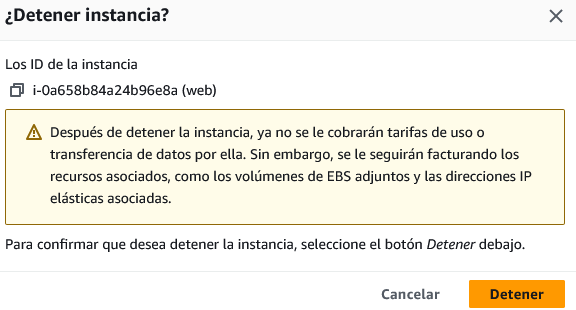 ¿Detener instancia?
Los ID de la instancia
i-0a658b84a24b96e8a (web)
Después de detener la instancia, ya no se le cobrarán tarifas de uso o
transferencia de datos por ella. Sin embargo, se le seguirán facturando los
recursos asociados, como los volúmenes de EBS adjuntos y las direcciones IP
elásticas asociadas.
Para confirmar que desea detener la instancia, seleccione el botón Detener debajo.
Cancelar Detener